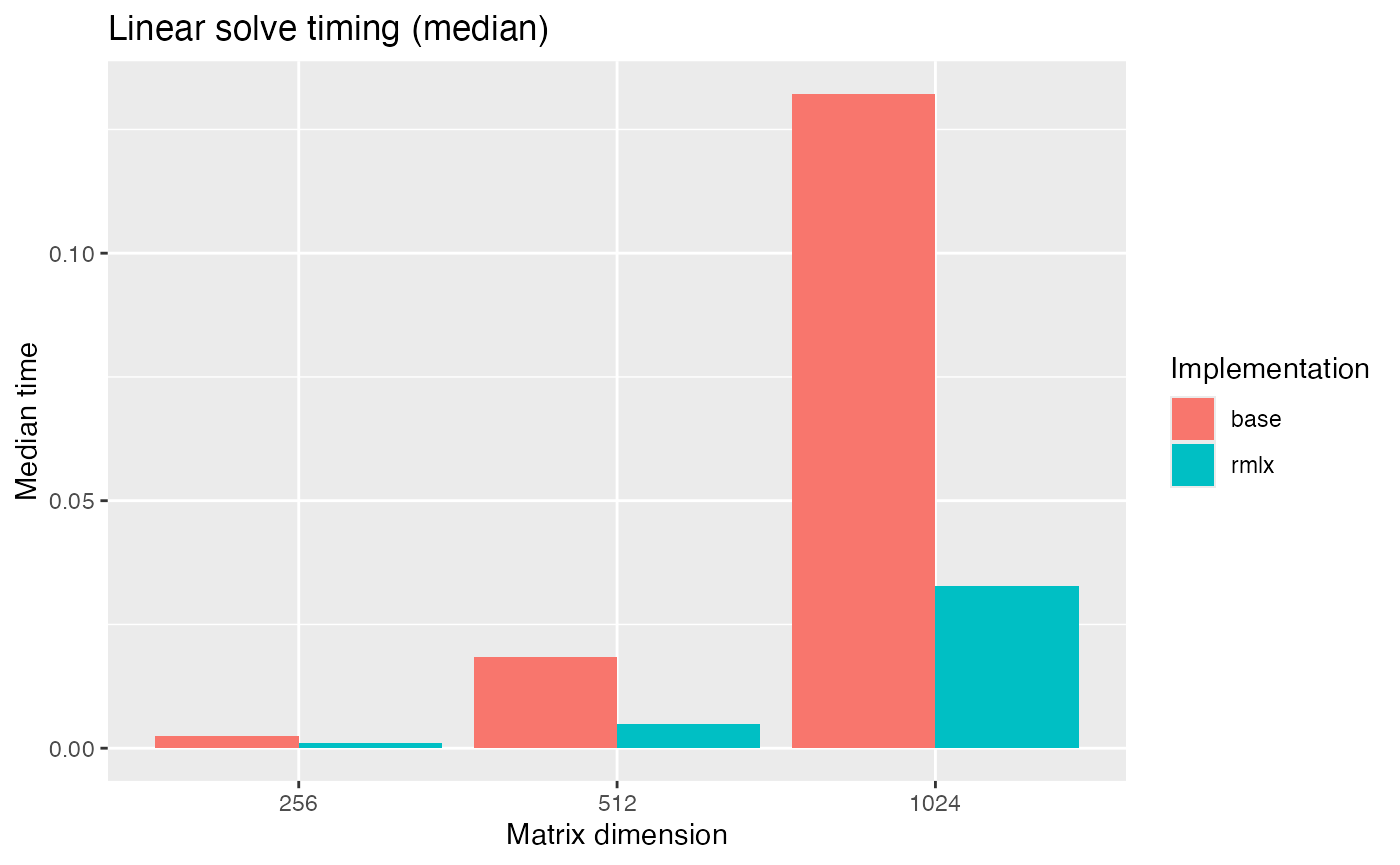 Linear solve timing (median)
0.10
0.05
0.00
Median time
256 512 1024
Matrix dimension
Implementation
base
rmlx